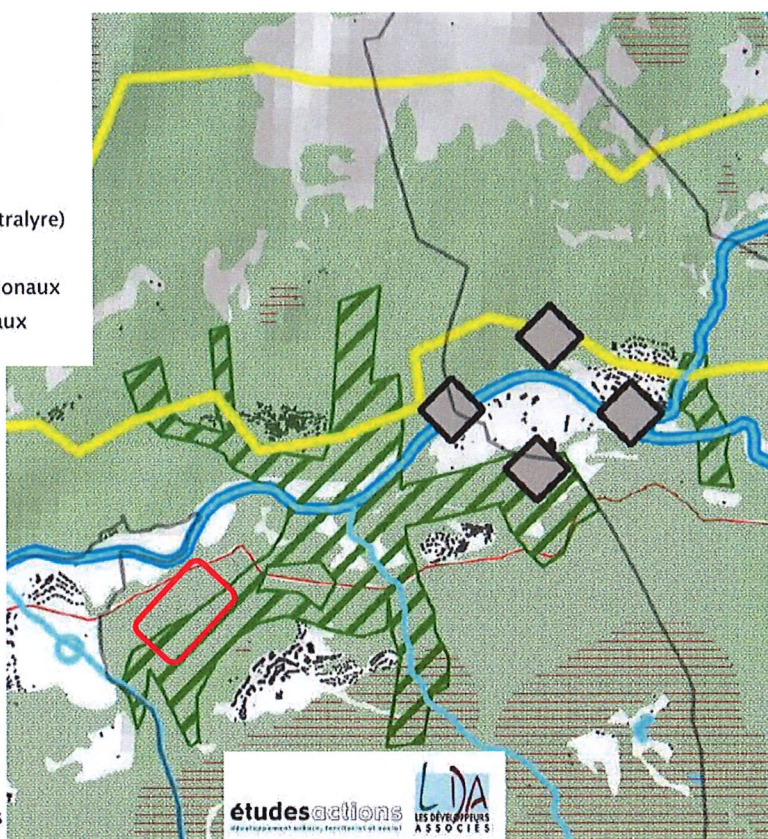 tralyre)
onaux
aux
s
étudesactions
développement urbain, territorial et social
LDA
LES DÉVELOPPEURS
ASSOCIÉS